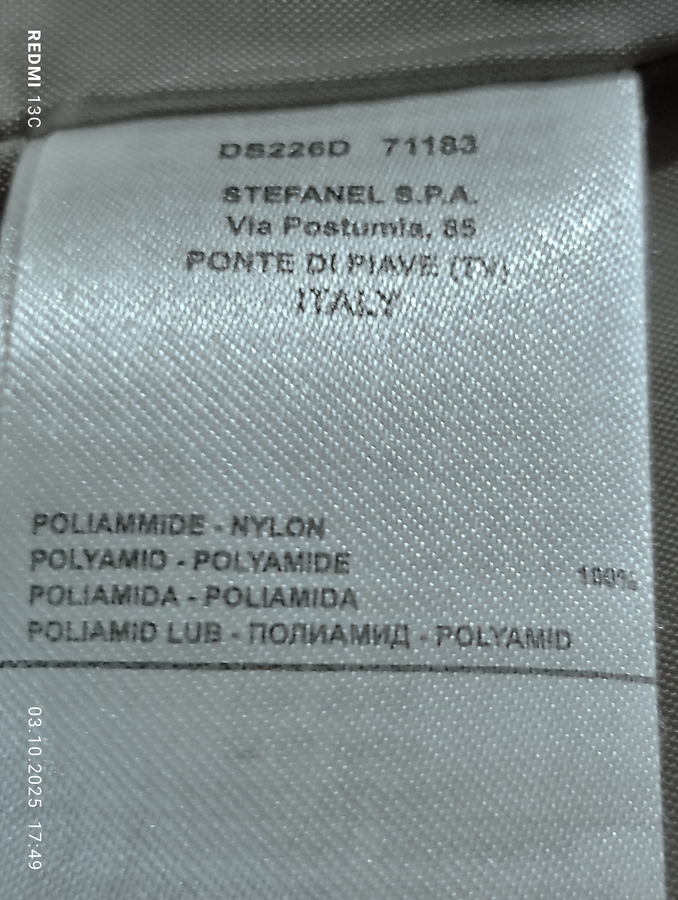 DS226D 71183
STEFANEL S.P.A.
Via Postumia, 85
PONTE DI PIAVE (TV)
ITALY
POLIAMMIDE - NYLON
POLYAMID - POLYAMIDE
100%
POLIAMIDA - POLIAMIDA
POLIAMID LUB - ПОЛИАМИД - POLYAMID
REDMI 13C
03.10.2025 17:49